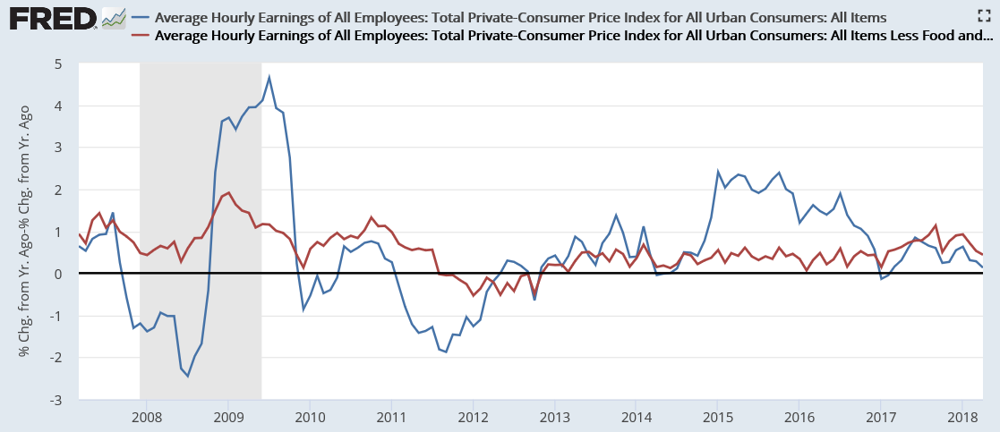 FRED
Average Hourly Earnings of All Employees: Total Private-Consumer Price Index for All Urban Consumers: All Items
Average Hourly Earnings of All Employees: Total Private-Consumer Price Index for All Urban Consumers: All Items Less Food and...
% Chg. from Yr. Ago-% Chg. from Yr. Ago
5
4
3
2
1
0
-1
-2
-3
2008 2009 2010 2011 2012 2013 2014 2015 2016 2017 2018